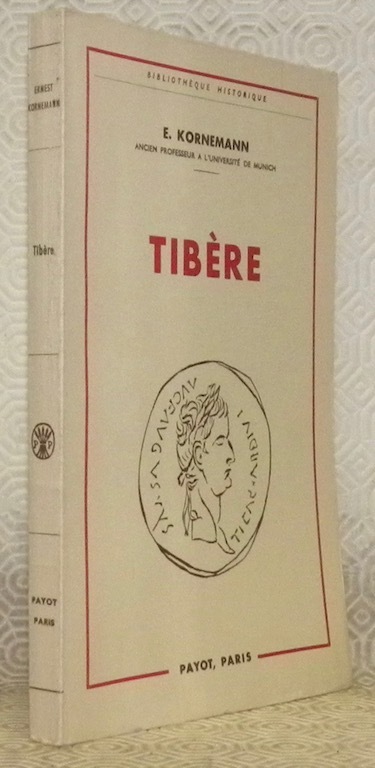 BIBLIOTHÈQUE HISTORIQUE
E. KORNEMANN
ANCIEN PROFESSEUR A L'UNIVERSITÉ DE MUNICH
TIBÈRE
PAYOT, PARIS
ERNEST
KORNEMANN
Tibère
P P
PAYOT
PARIS